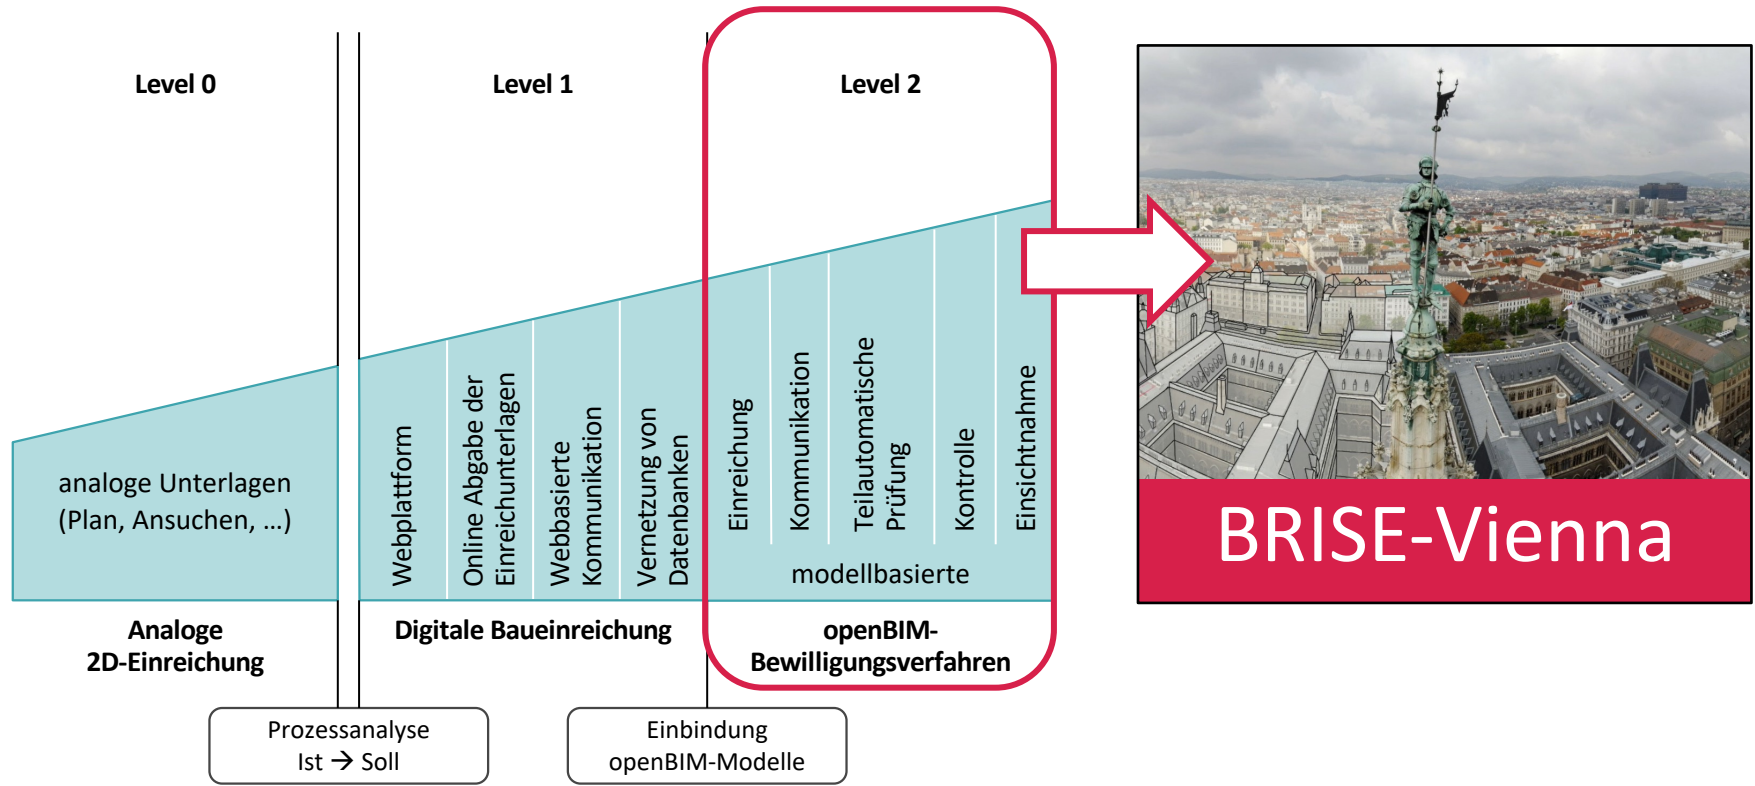 Level 0
Level 1
Level 2
analoge Unterlagen
(Plan, Ansuchen, ...)
Webplattform
Online Abgabe der
Einreichunterlagen
Webbasierte
Kommunikation
Vernetzung von
Datenbanken
Einreichung
Kommunikation
Teilautomatische
Prüfung
Kontrolle
Einsichtnahme
modellbasierte
Analoge
2D-Einreichung
Digitale Baueinreichung
openBIM-
Bewilligungsverfahren
Prozessanalyse
Ist → Soll
Einbindung
openBIM-Modelle
BRISE-Vienna